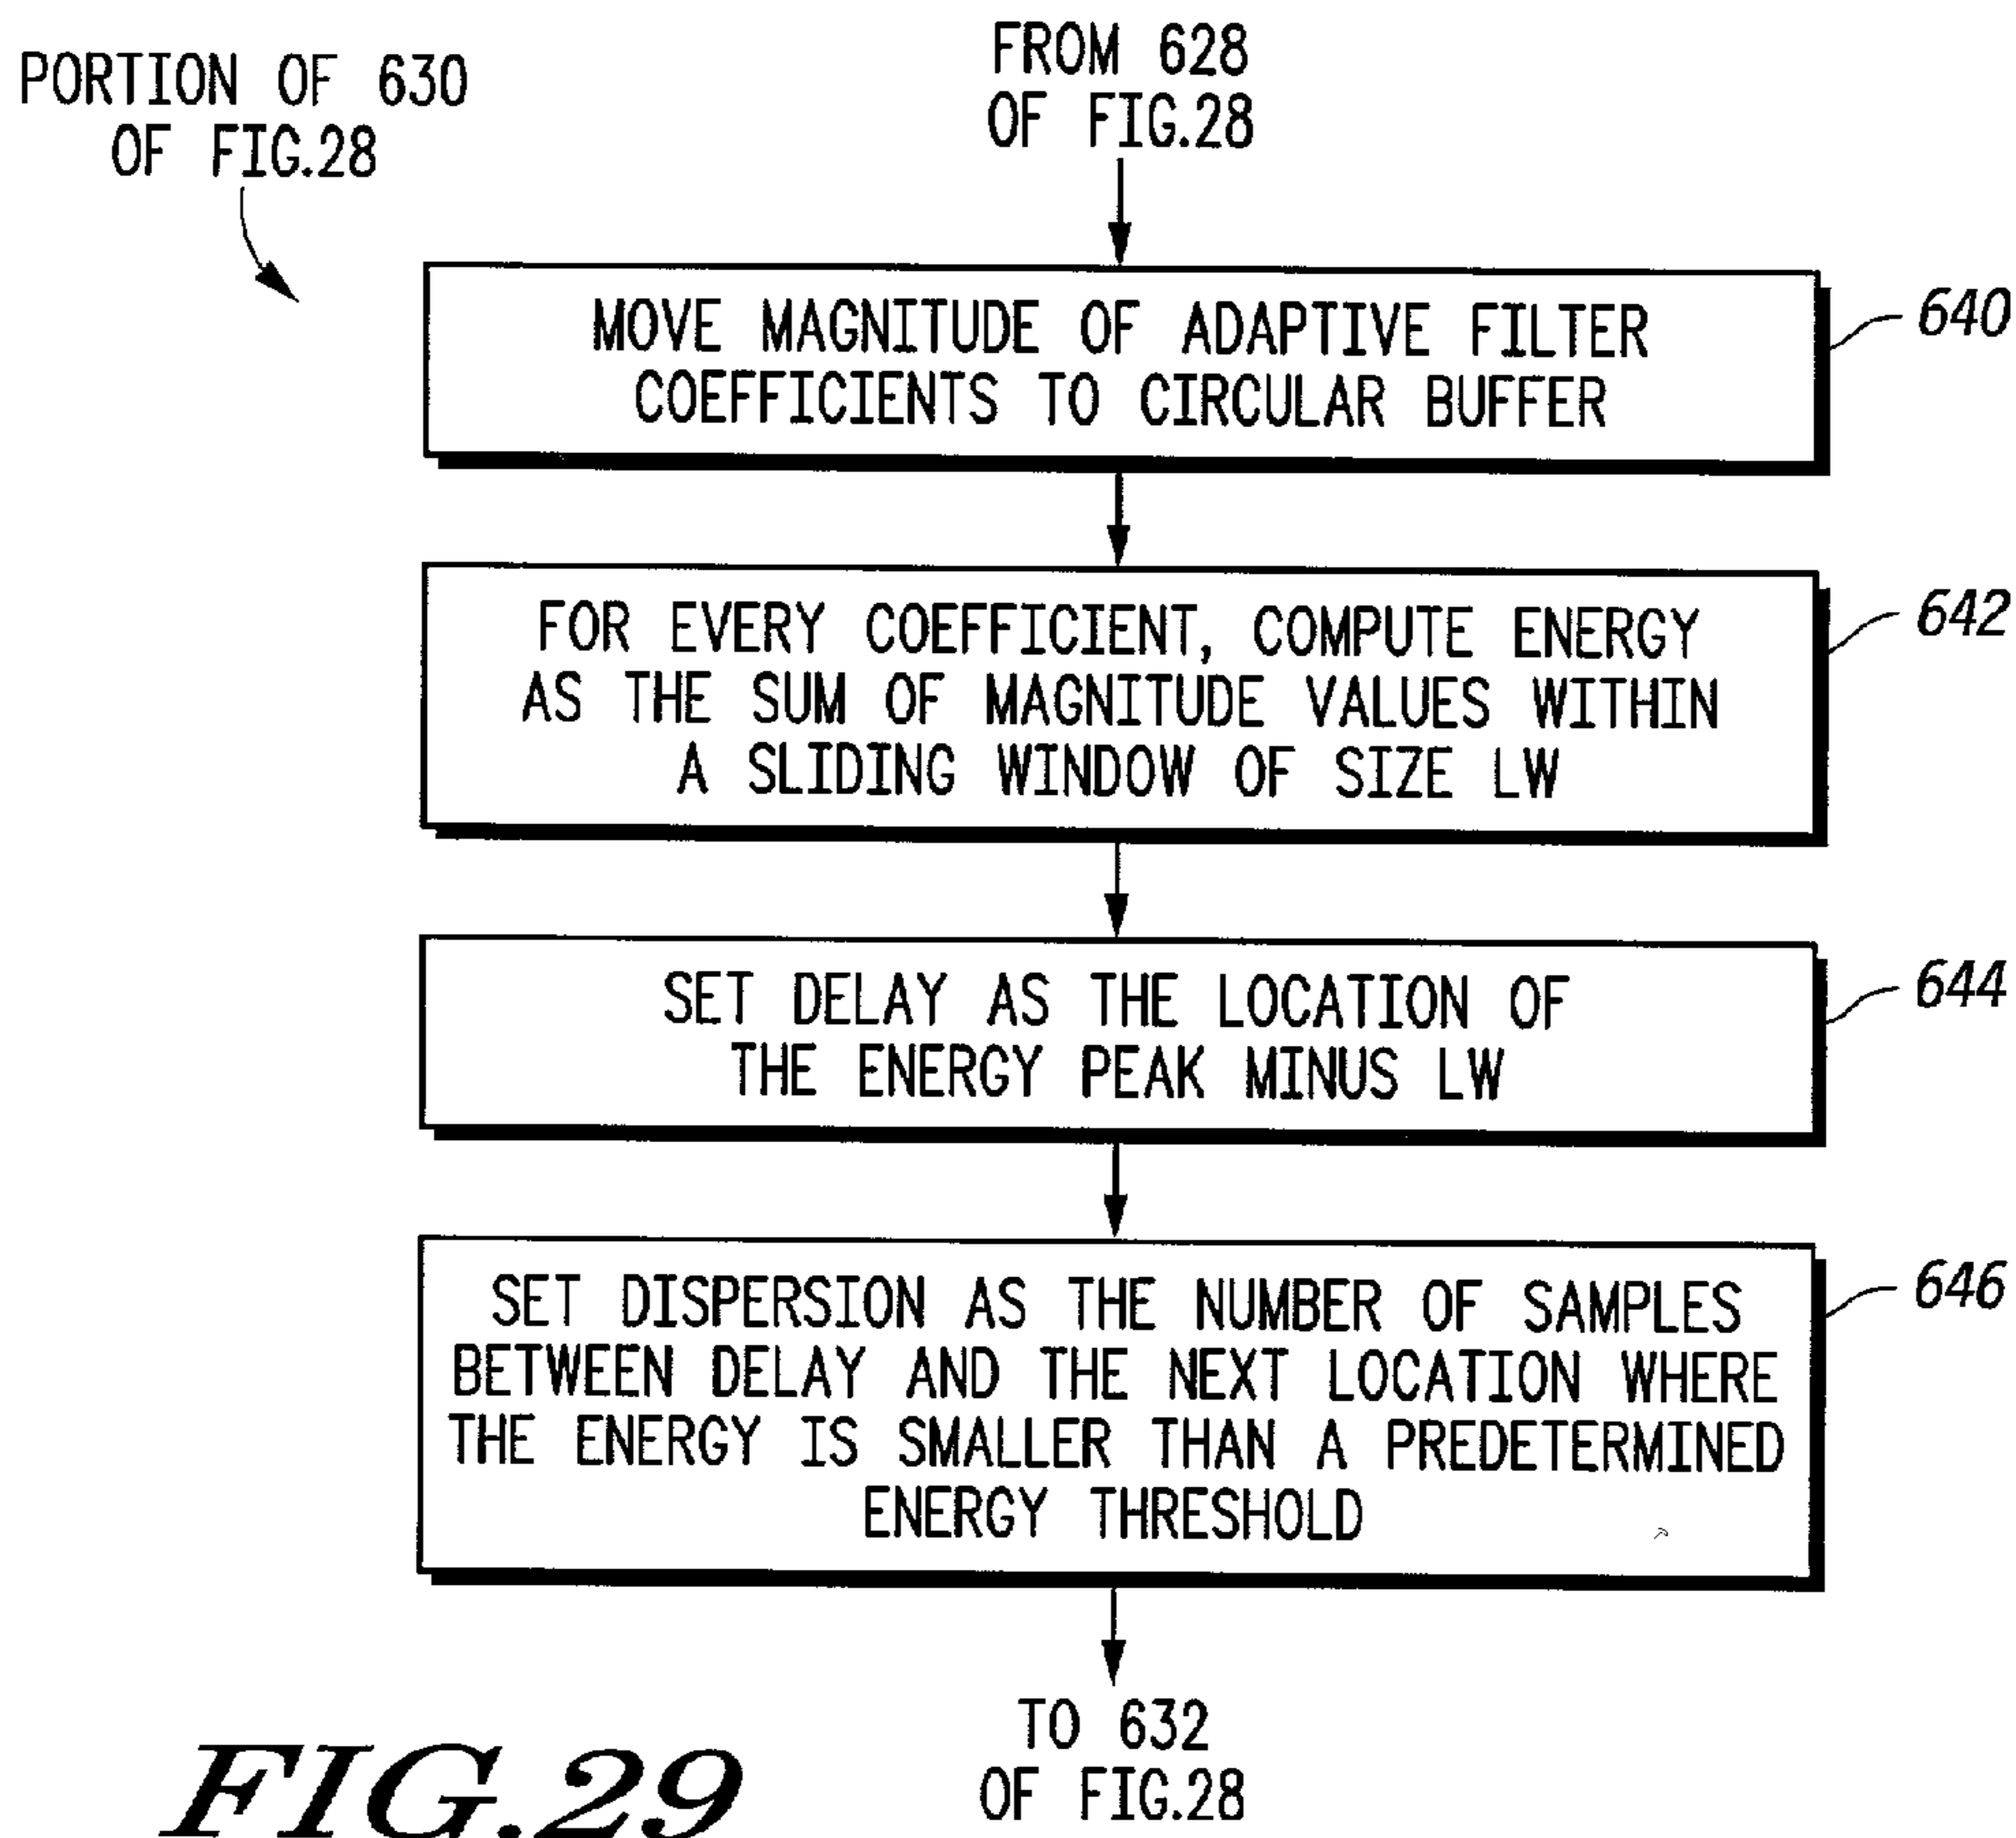 PORTION OF 630
OF FIG.28
FROM 628
OF FIG.28
MOVE MAGNITUDE OF ADAPTIVE FILTER
COEFFICIENTS TO CIRCULAR BUFFER
640
FOR EVERY COEFFICIENT, COMPUTE ENERGY
AS THE SUM OF MAGNITUDE VALUES WITHIN
A SLIDING WINDOW OF SIZE LW
642
SET DELAY AS THE LOCATION OF
THE ENERGY PEAK MINUS LW
644
SET DISPERSION AS THE NUMBER OF SAMPLES
BETWEEN DELAY AND THE NEXT LOCATION WHERE
THE ENERGY IS SMALLER THAN A PREDETERMINED
ENERGY THRESHOLD
646
TO 632
OF FIG.28
FIG.29